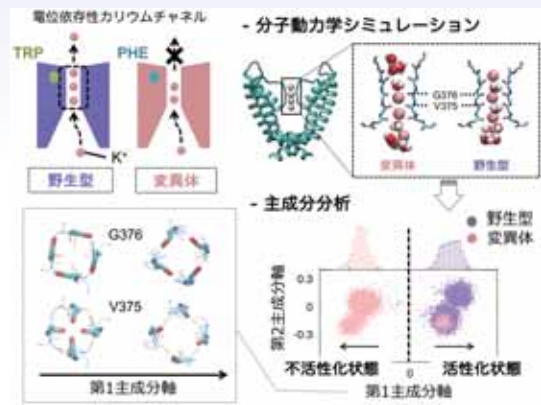 電位依存性カリウムチャネル
TRP
PHE
K⁺
野生型
変異体
- 分子動力学シミュレーション
G376
V375
変異体
野生型
- 主成分分析
野生型
変異体
0.3
0
-0.3
第2主成分軸
不活性化状態
活性化状態
0
第1主成分軸
G376
V375
第1主成分軸